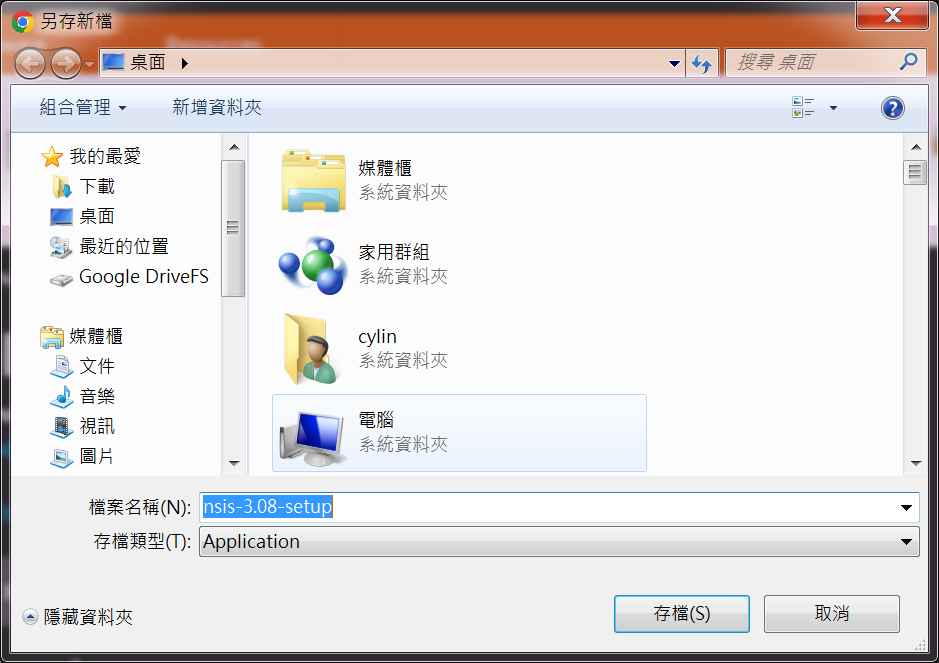 另存新檔
桌面
搜尋 桌面
組合管理
新增資料夾
我的最愛
下載
桌面
最近的位置
Google DriveFS
媒體櫃
文件
音樂
視訊
圖片
媒體櫃
系統資料夾
家用群組
系統資料夾
cylin
系統資料夾
電腦
系統資料夾
檔案名稱(N): nsis-3.08-setup
存檔類型(T): Application
隱藏資料夾
存檔(S)
取消